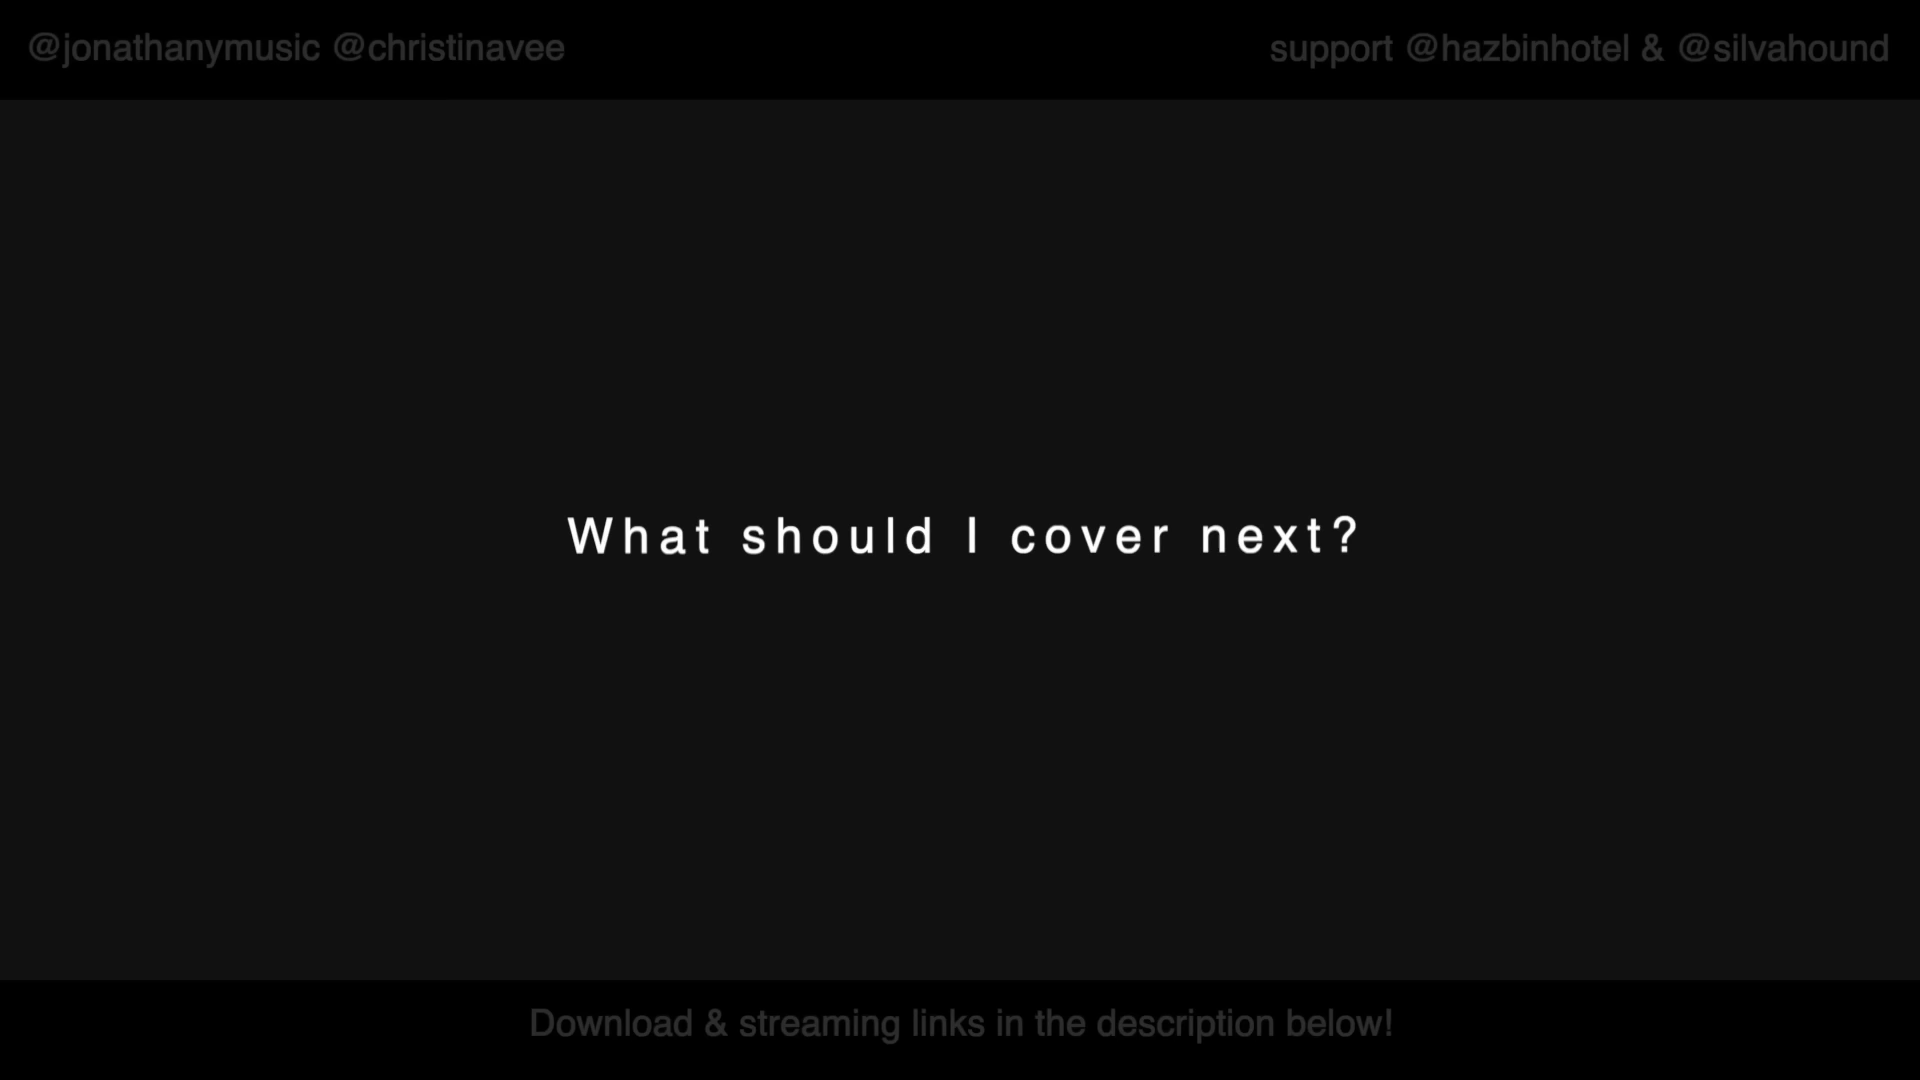 @jonathanymusic @christinavee
support @hazbinhotel & @silvahound
What should I cover next?
Download & streaming links in the description below!